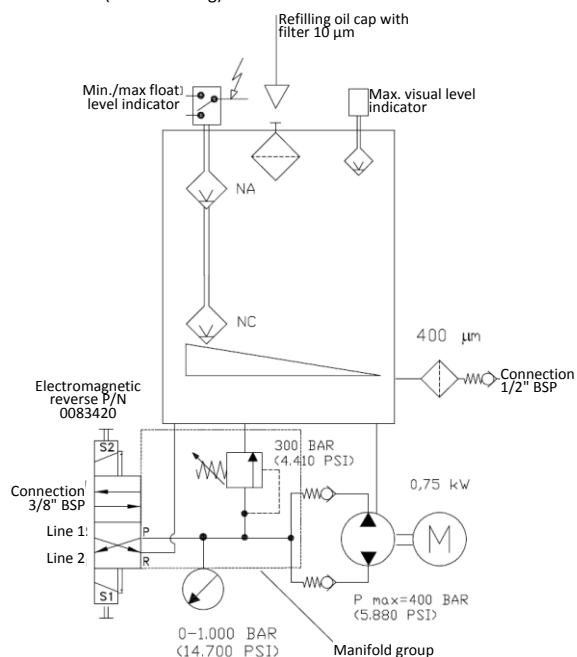 Refilling oil cap with
filter 10 µm
Min./max float
level indicator
Max. visual level
indicator
NA
NC
400 µm
Connection
1/2" BSP
Electromagnetic
reverse P/N
0083420
S2
300 BAR
(4.410 PSI)
0,75 kW
Connection
3/8" BSP
Line 1
P
M
Line 2
R
S1
P max=400 BAR
(5.880 PSI)
0-1.000 BAR
(14.700 PSI)
Manifold group